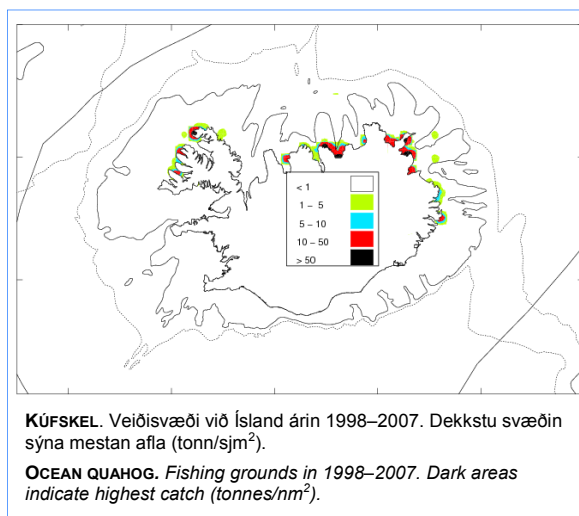 < 1
1 – 5
5 – 10
10 – 50
> 50
KÚFSKEL. Veiðisvæði við Ísland árin 1998–2007. Dekkstu svæðin
sýna mestan afla (tonn/sjm²).
OCEAN QUAHOG. Fishing grounds in 1998–2007. Dark areas
indicate highest catch (tonnes/nm²).